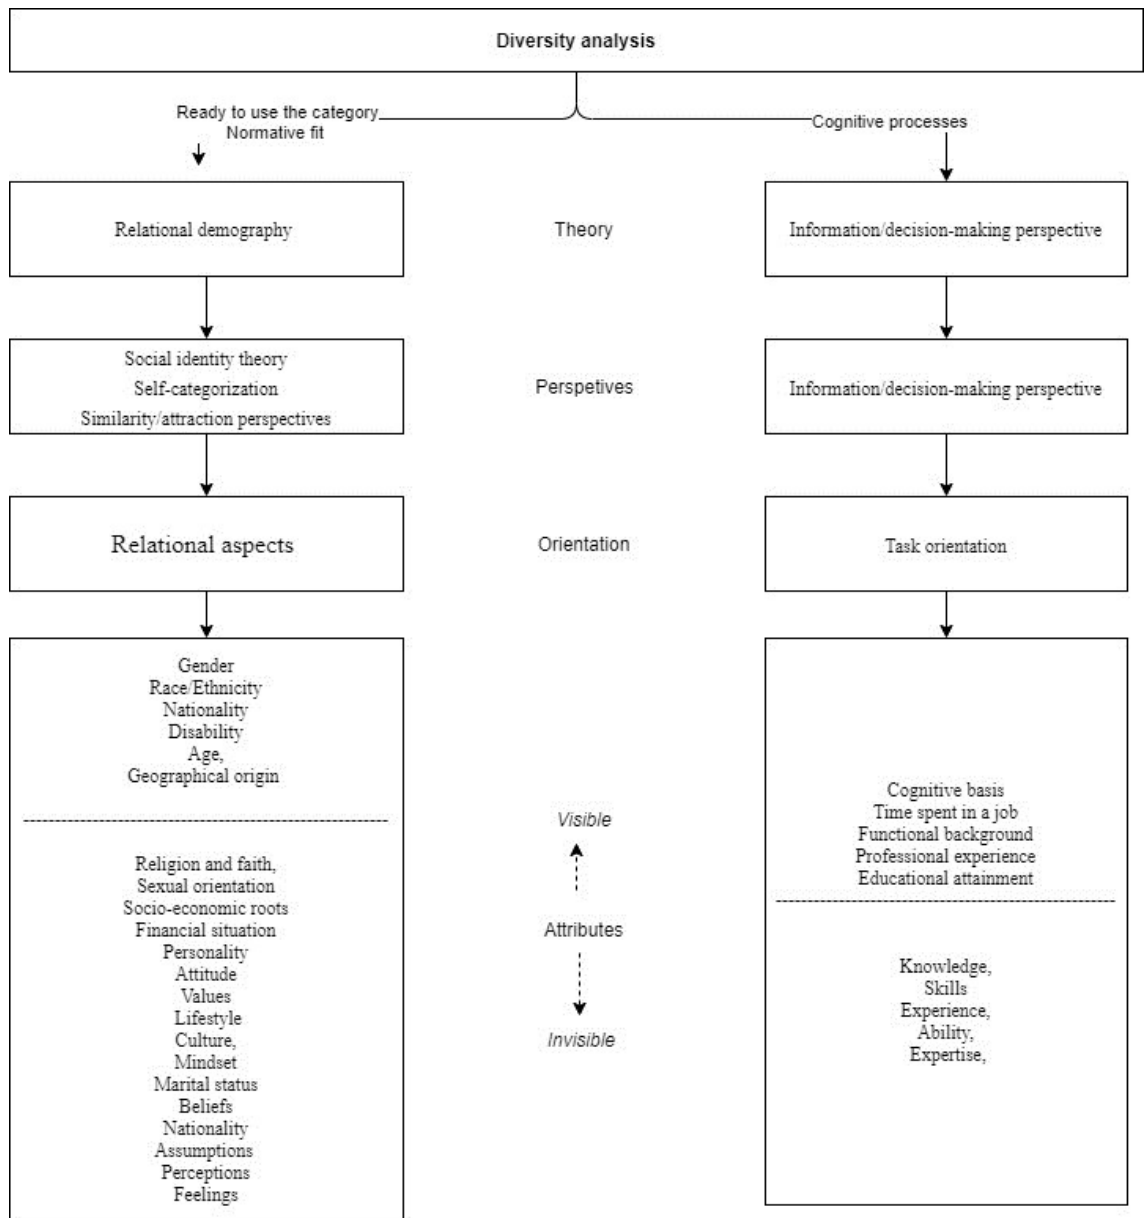 Diversity analysis
Ready to use the category
Normative fit
Cognitive processes
Relational demography
Theory
Information/decision-making perspective
Social identity theory
Self-categorization
Similarity/attraction perspectives
Perspetives
Information/decision-making perspective
Relational aspects
Orientation
Task orientation
Gender
Race/Ethnicity
Nationality
Disability
Age,
Geographical origin
Religion and faith,
Sexual orientation
Socio-economic roots
Financial situation
Personality
Attitude
Values
Lifestyle
Culture,
Mindset
Marital status
Beliefs
Nationality
Assumptions
Perceptions
Feelings
Visible
Attributes
Invisible
Cognitive basis
Time spent in a job
Functional background
Professional experience
Educational attainment
Knowledge,
Skills
Experience,
Ability,
Expertise,